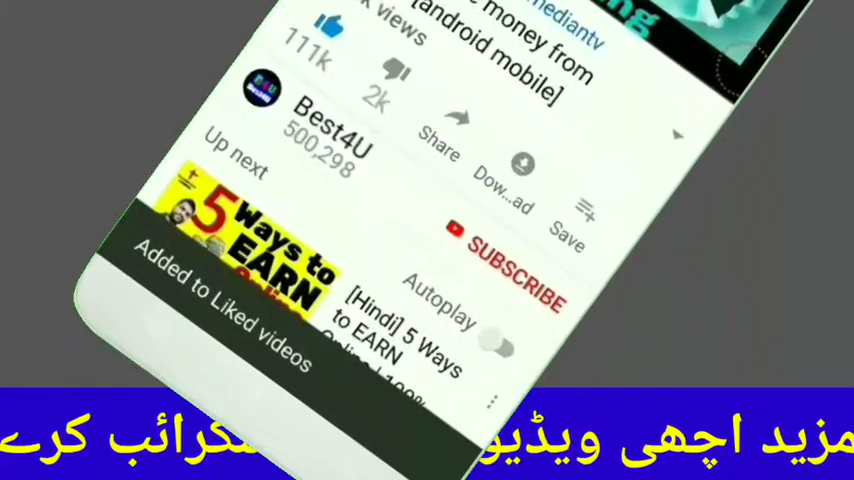 mediantv
money from
[android mobile]
k views
111k
2k
Share
Dow...ad
Save
Best4U
500,298
SUBSCRIBE
Up next
Autoplay
5 Ways to
EARN
[Hindi] 5 Ways
to EARN
Added to Liked videos
مزید اچھی ویڈیو
کرے